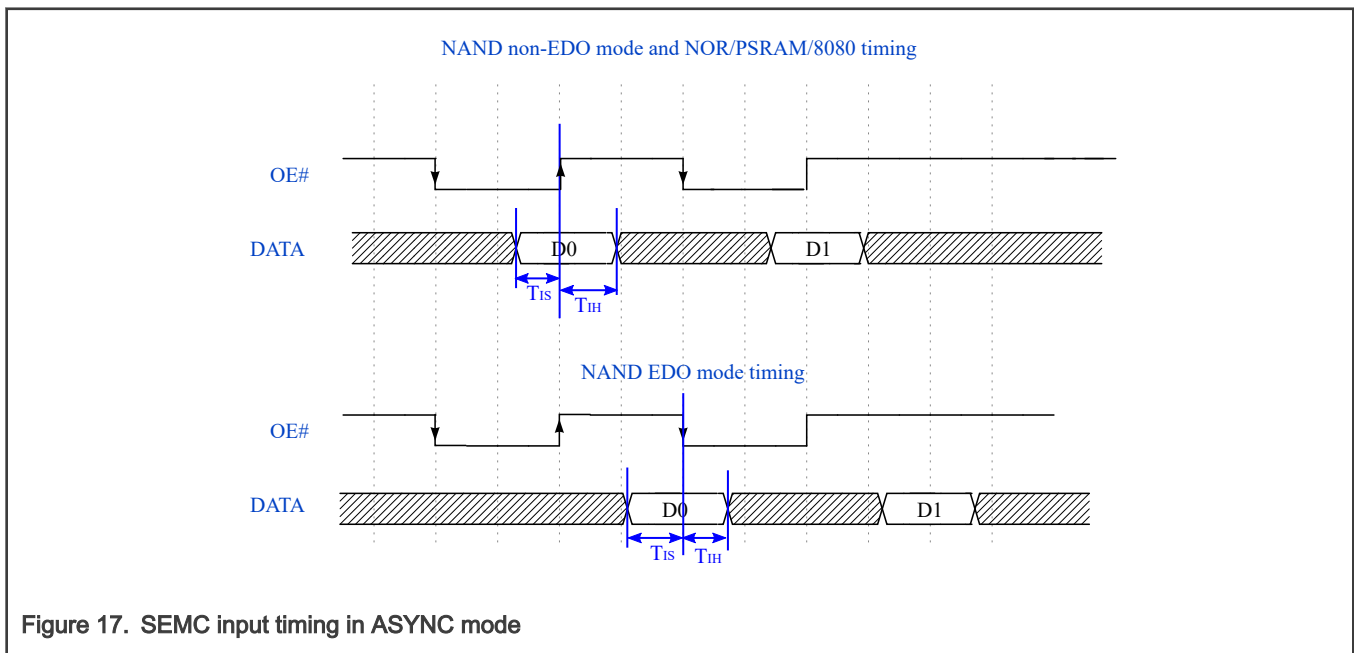 NAND non-EDO mode and NOR/PSRAM/8080 timing
OE#
DATA
D0
D1
TIS
TIH
NAND EDO mode timing
OE#
DATA
D0
D1
TIS
TIH
Figure 17. SEMC input timing in ASYNC mode